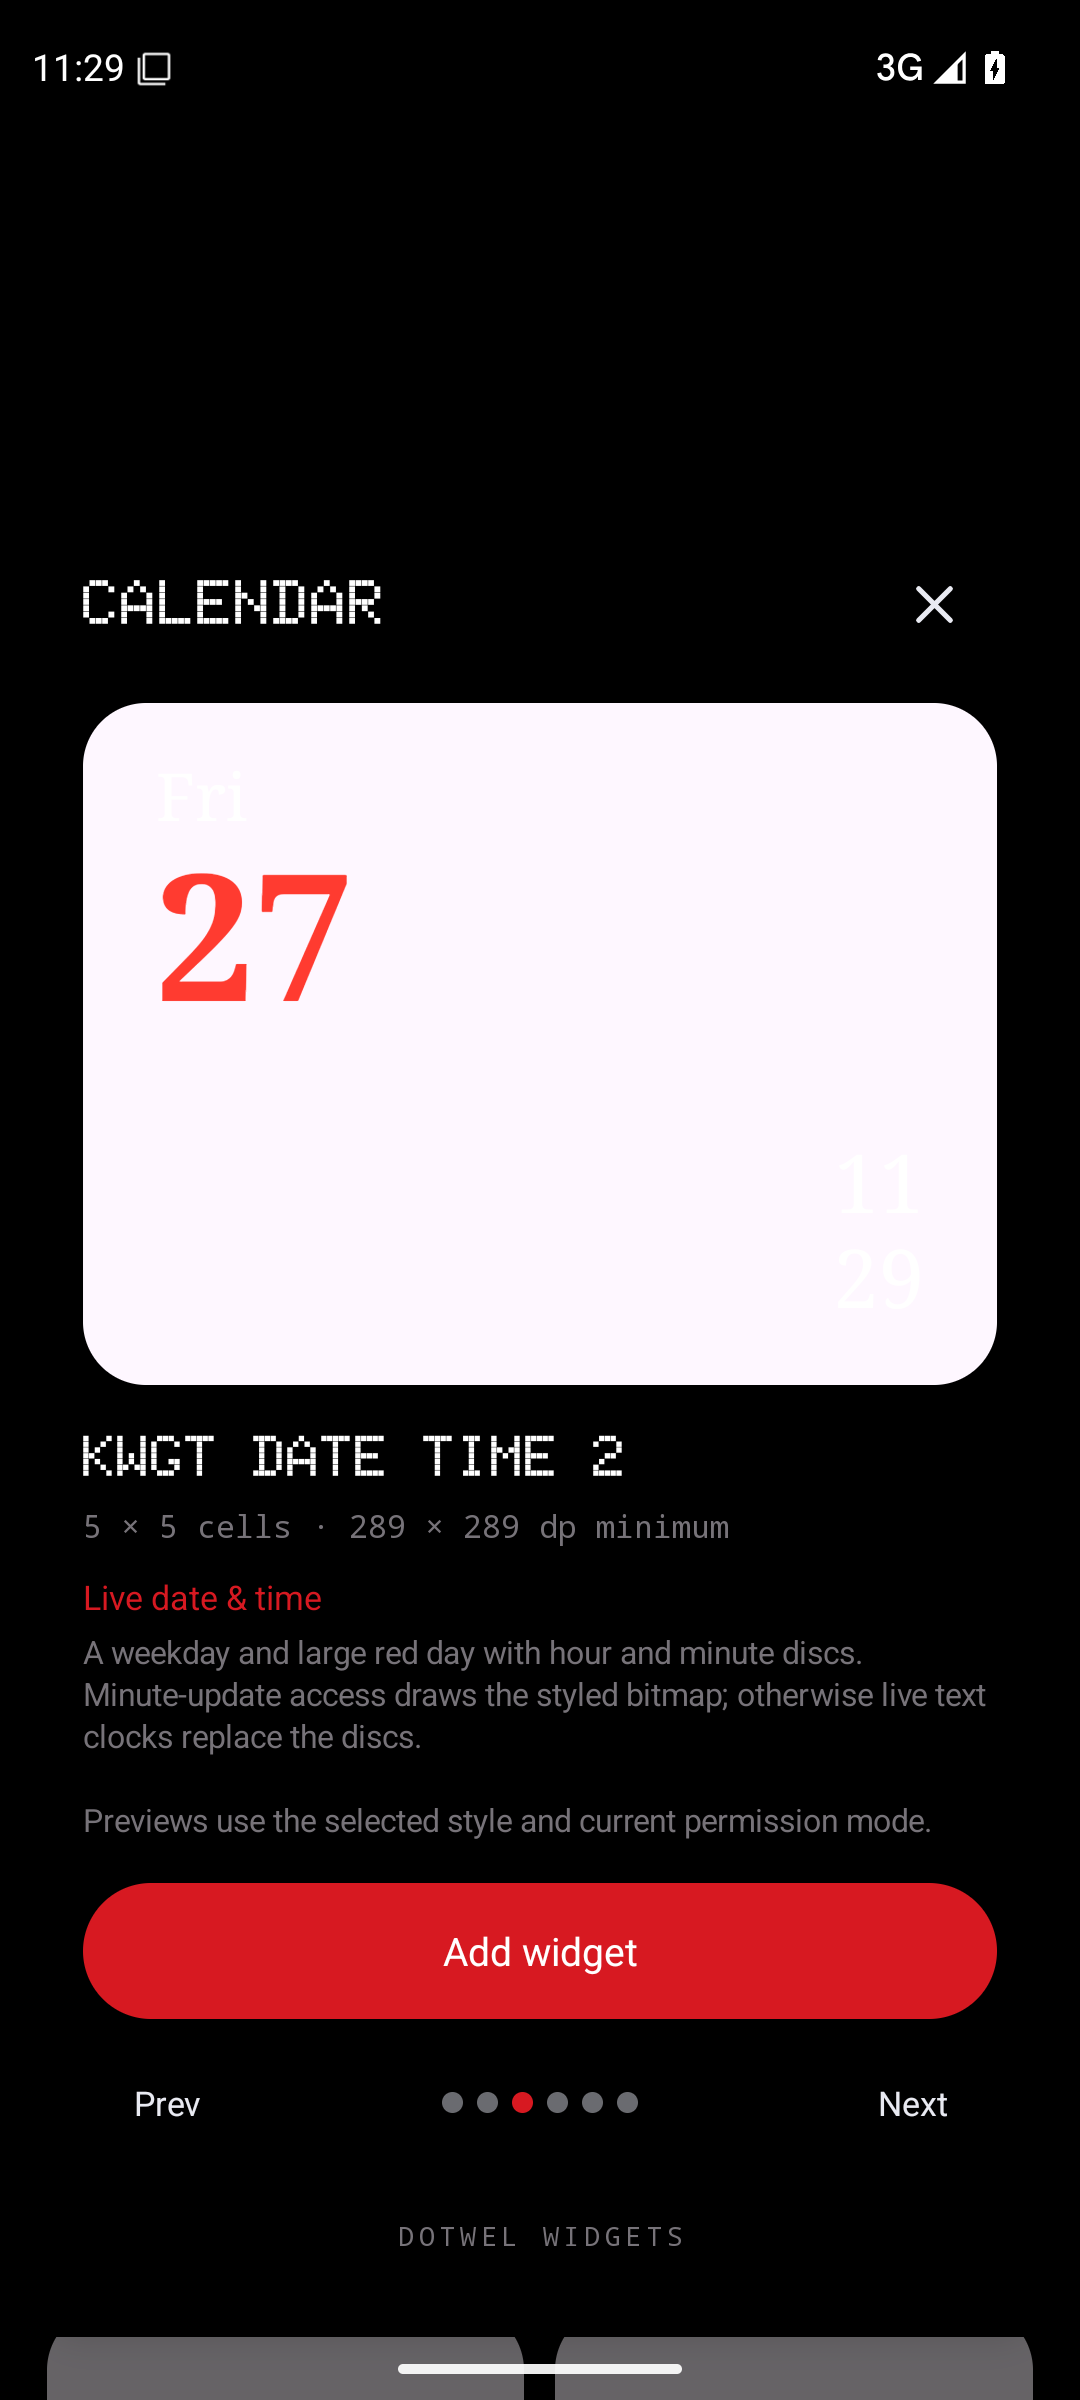 11:29
3G
CALENDAR
Fri
27
11
29
KWGT DATE TIME 2
5 × 5 cells · 289 × 289 dp minimum
Live date & time
A weekday and large red day with hour and minute discs.
Minute-update access draws the styled bitmap; otherwise live text
clocks replace the discs.
Previews use the selected style and current permission mode.
Add widget
Prev
Next
DOTWEL WIDGETS